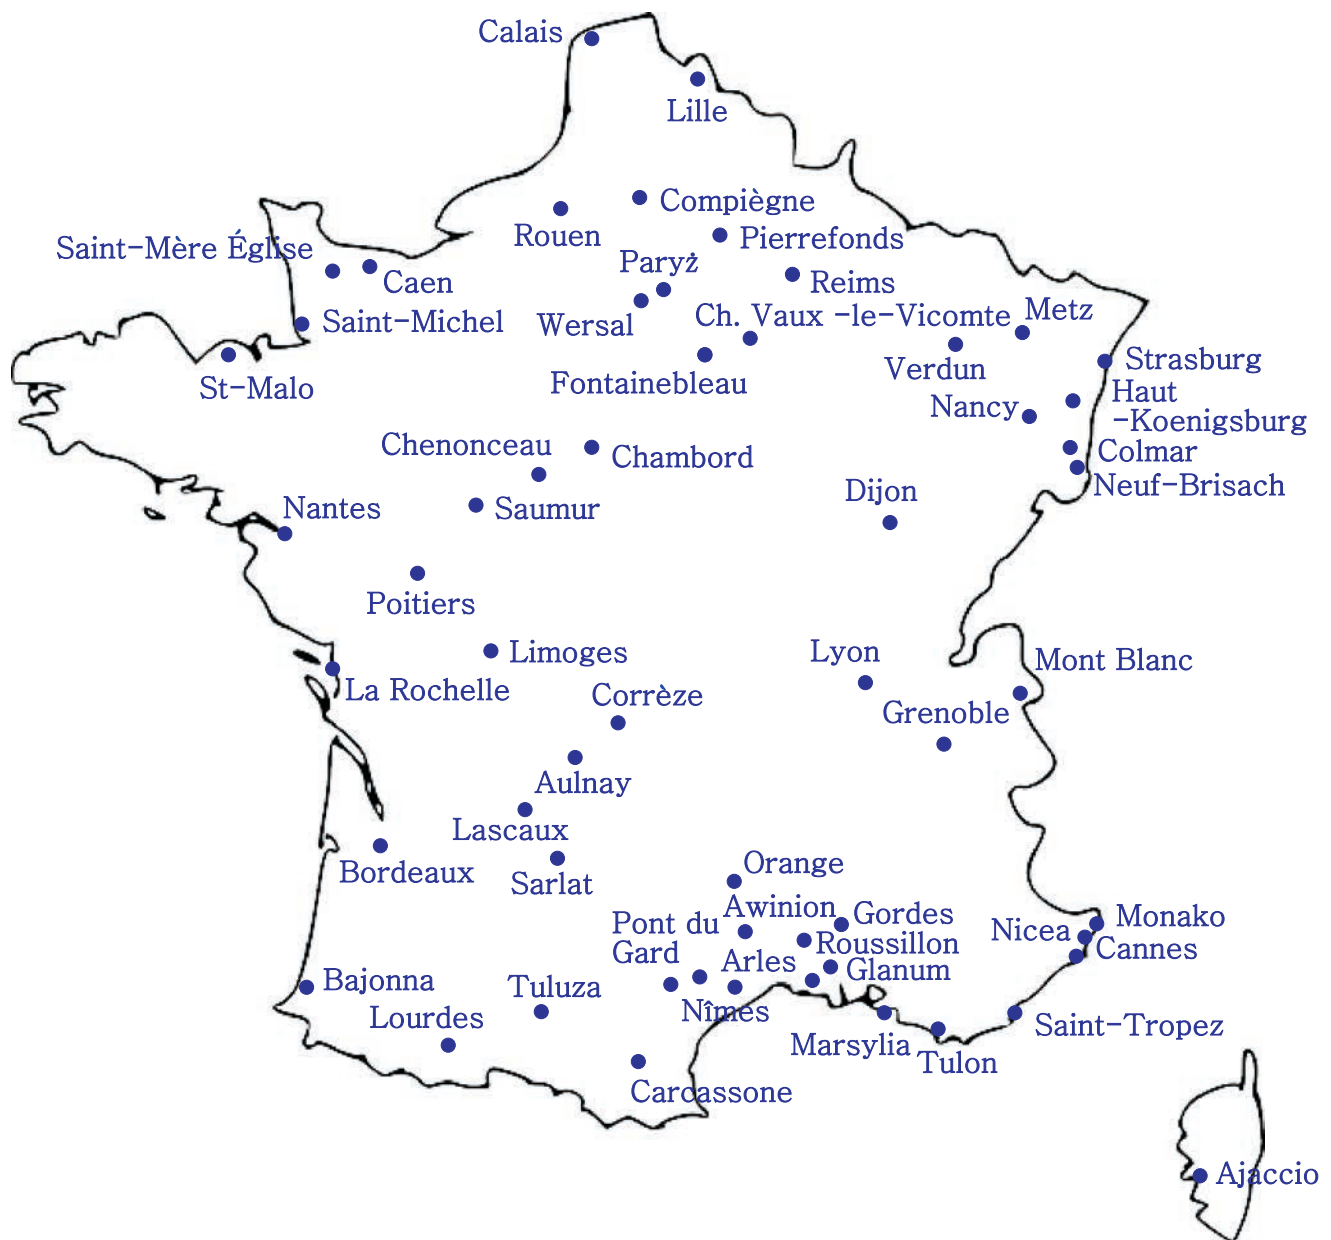 Calais
Lille
Compiègne
Rouen
Pierrefonds
Saint-Mère Église
Paryż
Caen
Reims
Saint-Michel
Wersal
Ch. Vaux -le-Vicomte
Metz
Strasburg
Verdun
St-Malo
Fontainebleau
Haut
-Koenigsburg
Nancy
Chenonceau
Chambord
Colmar
Neuf-Brisach
Dijon
Nantes
Saumur
Poitiers
Limoges
Lyon
Mont Blanc
La Rochelle
Corrèze
Grenoble
Aulnay
Lascaux
Bordeaux
Sarlat
Orange
Awinion
Gordes
Monako
Pont du
Gard
Nicea
Roussillon
Cannes
Arles
Glanum
Bajonna
Tuluza
Nîmes
Lourdes
Saint-Tropez
Marsylia
Tulon
Carcassone
Ajaccio